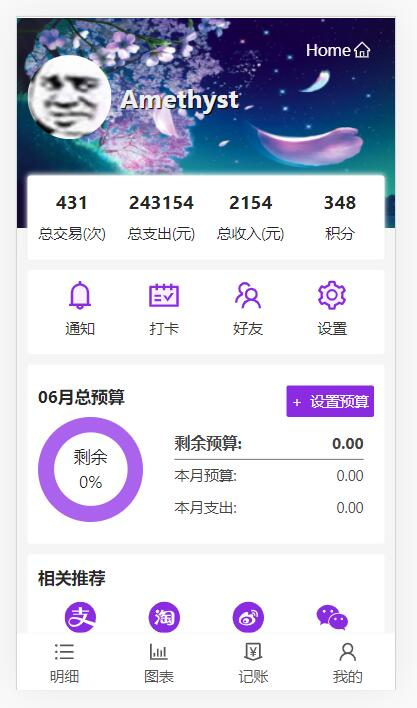 Home
Amethyst
431 243154 2154 348
总交易(次) 总支出(元) 总收入(元) 积分
通知 打卡 好友 设置
06月总预算
+ 设置预算
剩余
0%
剩余预算: 0.00
本月预算: 0.00
本月支出: 0.00
相关推荐
支 淘
¥
明细 图表 记账 我的